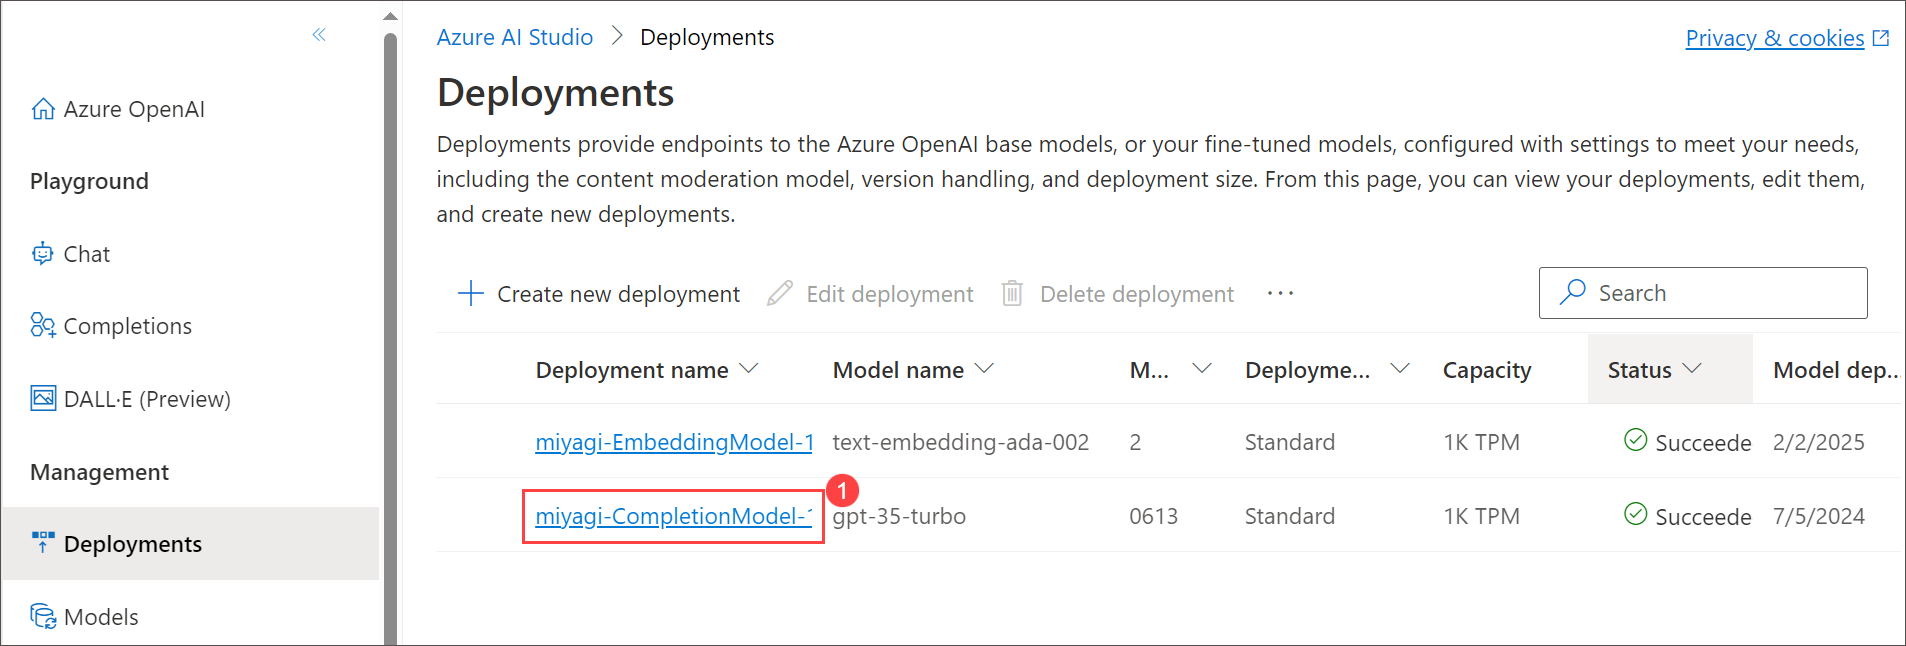 Azure AI Studio > Deployments
Privacy & cookies
Deployments
Deployments provide endpoints to the Azure OpenAI base models, or your fine-tuned models, configured with settings to meet your needs,
including the content moderation model, version handling, and deployment size. From this page, you can view your deployments, edit them,
and create new deployments.
Azure OpenAI
Playground
Chat
Completions
DALL·E (Preview)
Management
Deployments
Models
Create new deployment Edit deployment Delete deployment ···
Search
Deployment name Model name M... Deployme... Capacity Status Model dep...
miyagi-EmbeddingModel-1 text-embedding-ada-002 2 Standard 1K TPM Succeede 2/2/2025
1
miyagi-CompletionModel-1 gpt-35-turbo 0613 Standard 1K TPM Succeede 7/5/2024